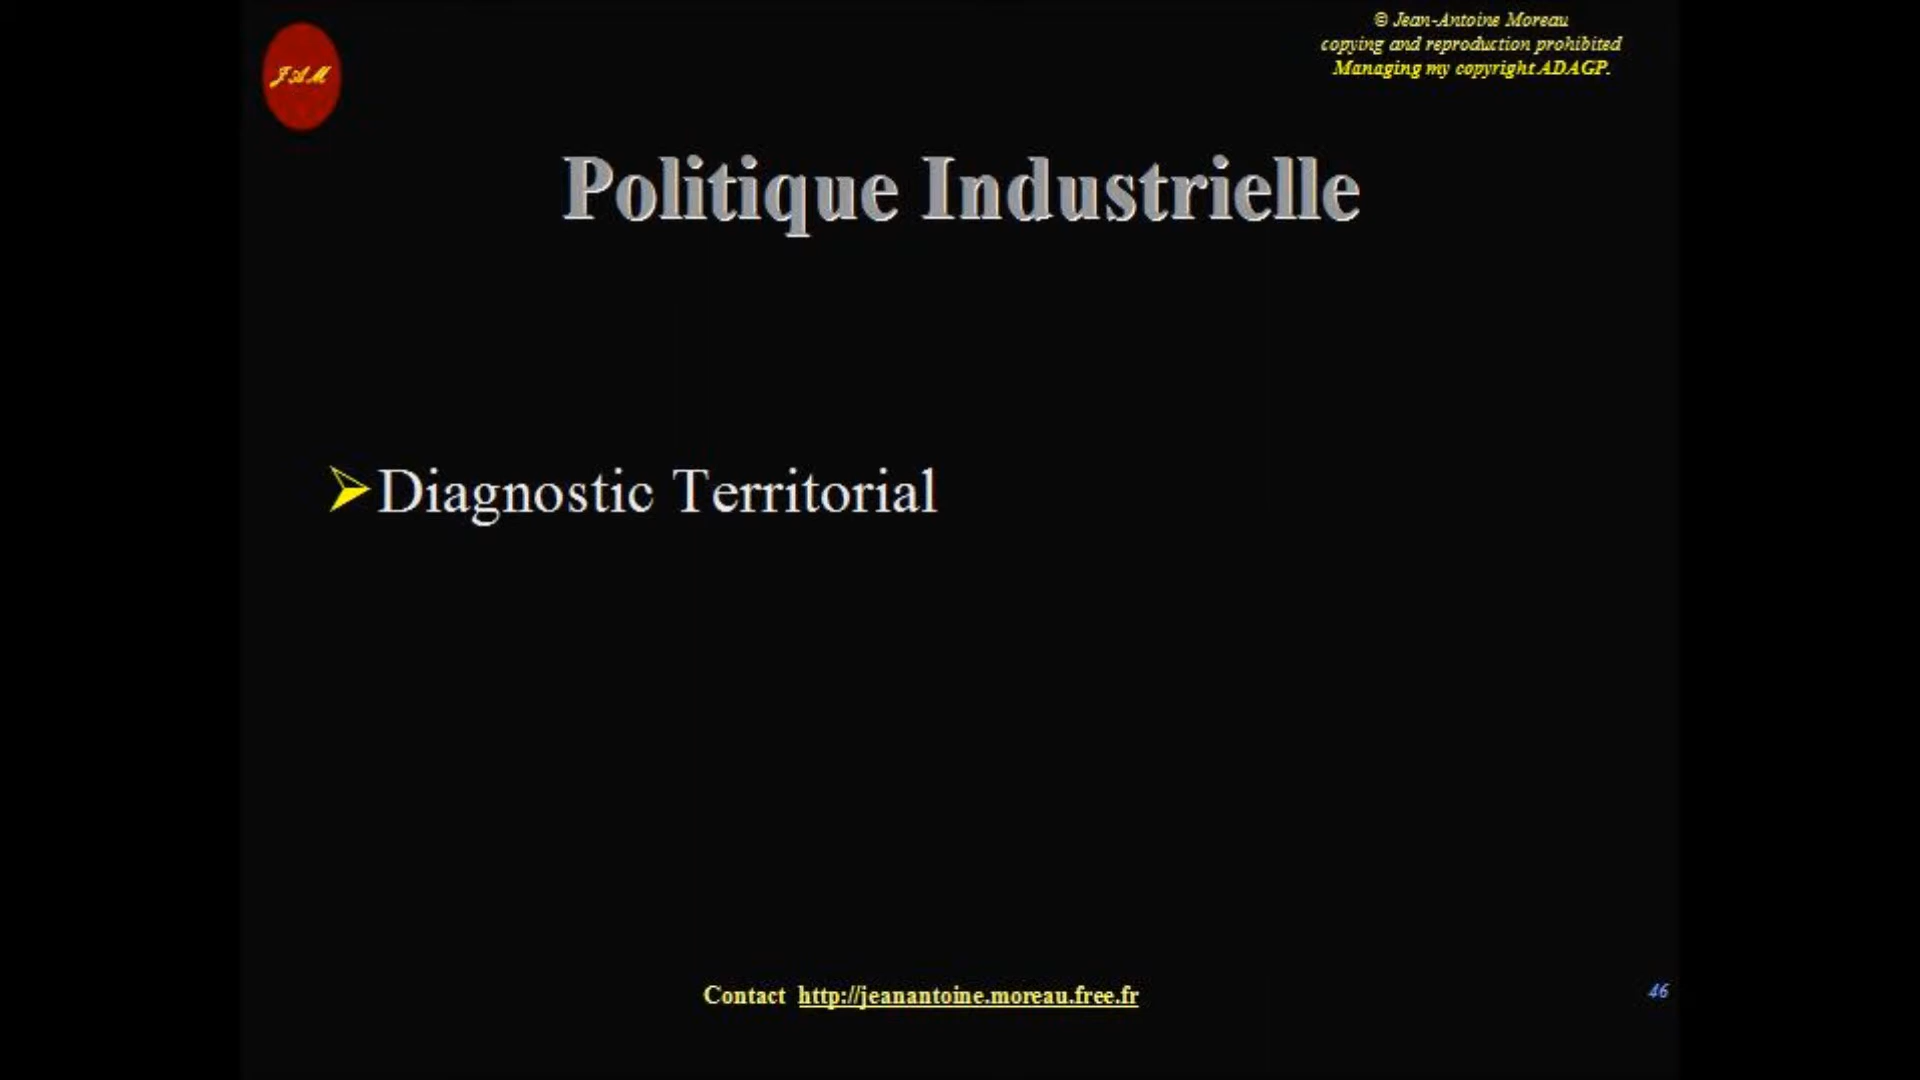 JAM
© Jean-Antoine Moreau
copying and reproduction prohibited
Managing my copyright ADAGP.
Politique Industrielle
Diagnostic Territorial
Contact http://jeanantoine.moreau.free.fr
46